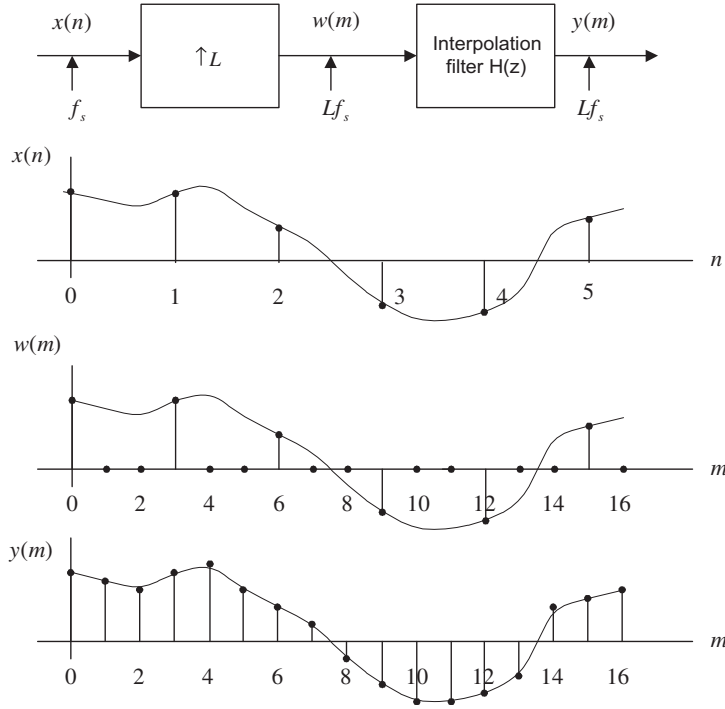 x(n) w(m) y(m)
↑L
Interpolation
filter H(z)
f_s Lf_s Lf_s
x(n)
n
0 1 2 3 4 5
w(m)
m
0 2 4 6 8 10 12 14 16
y(m)
m
0 2 4 6 8 10 12 14 16